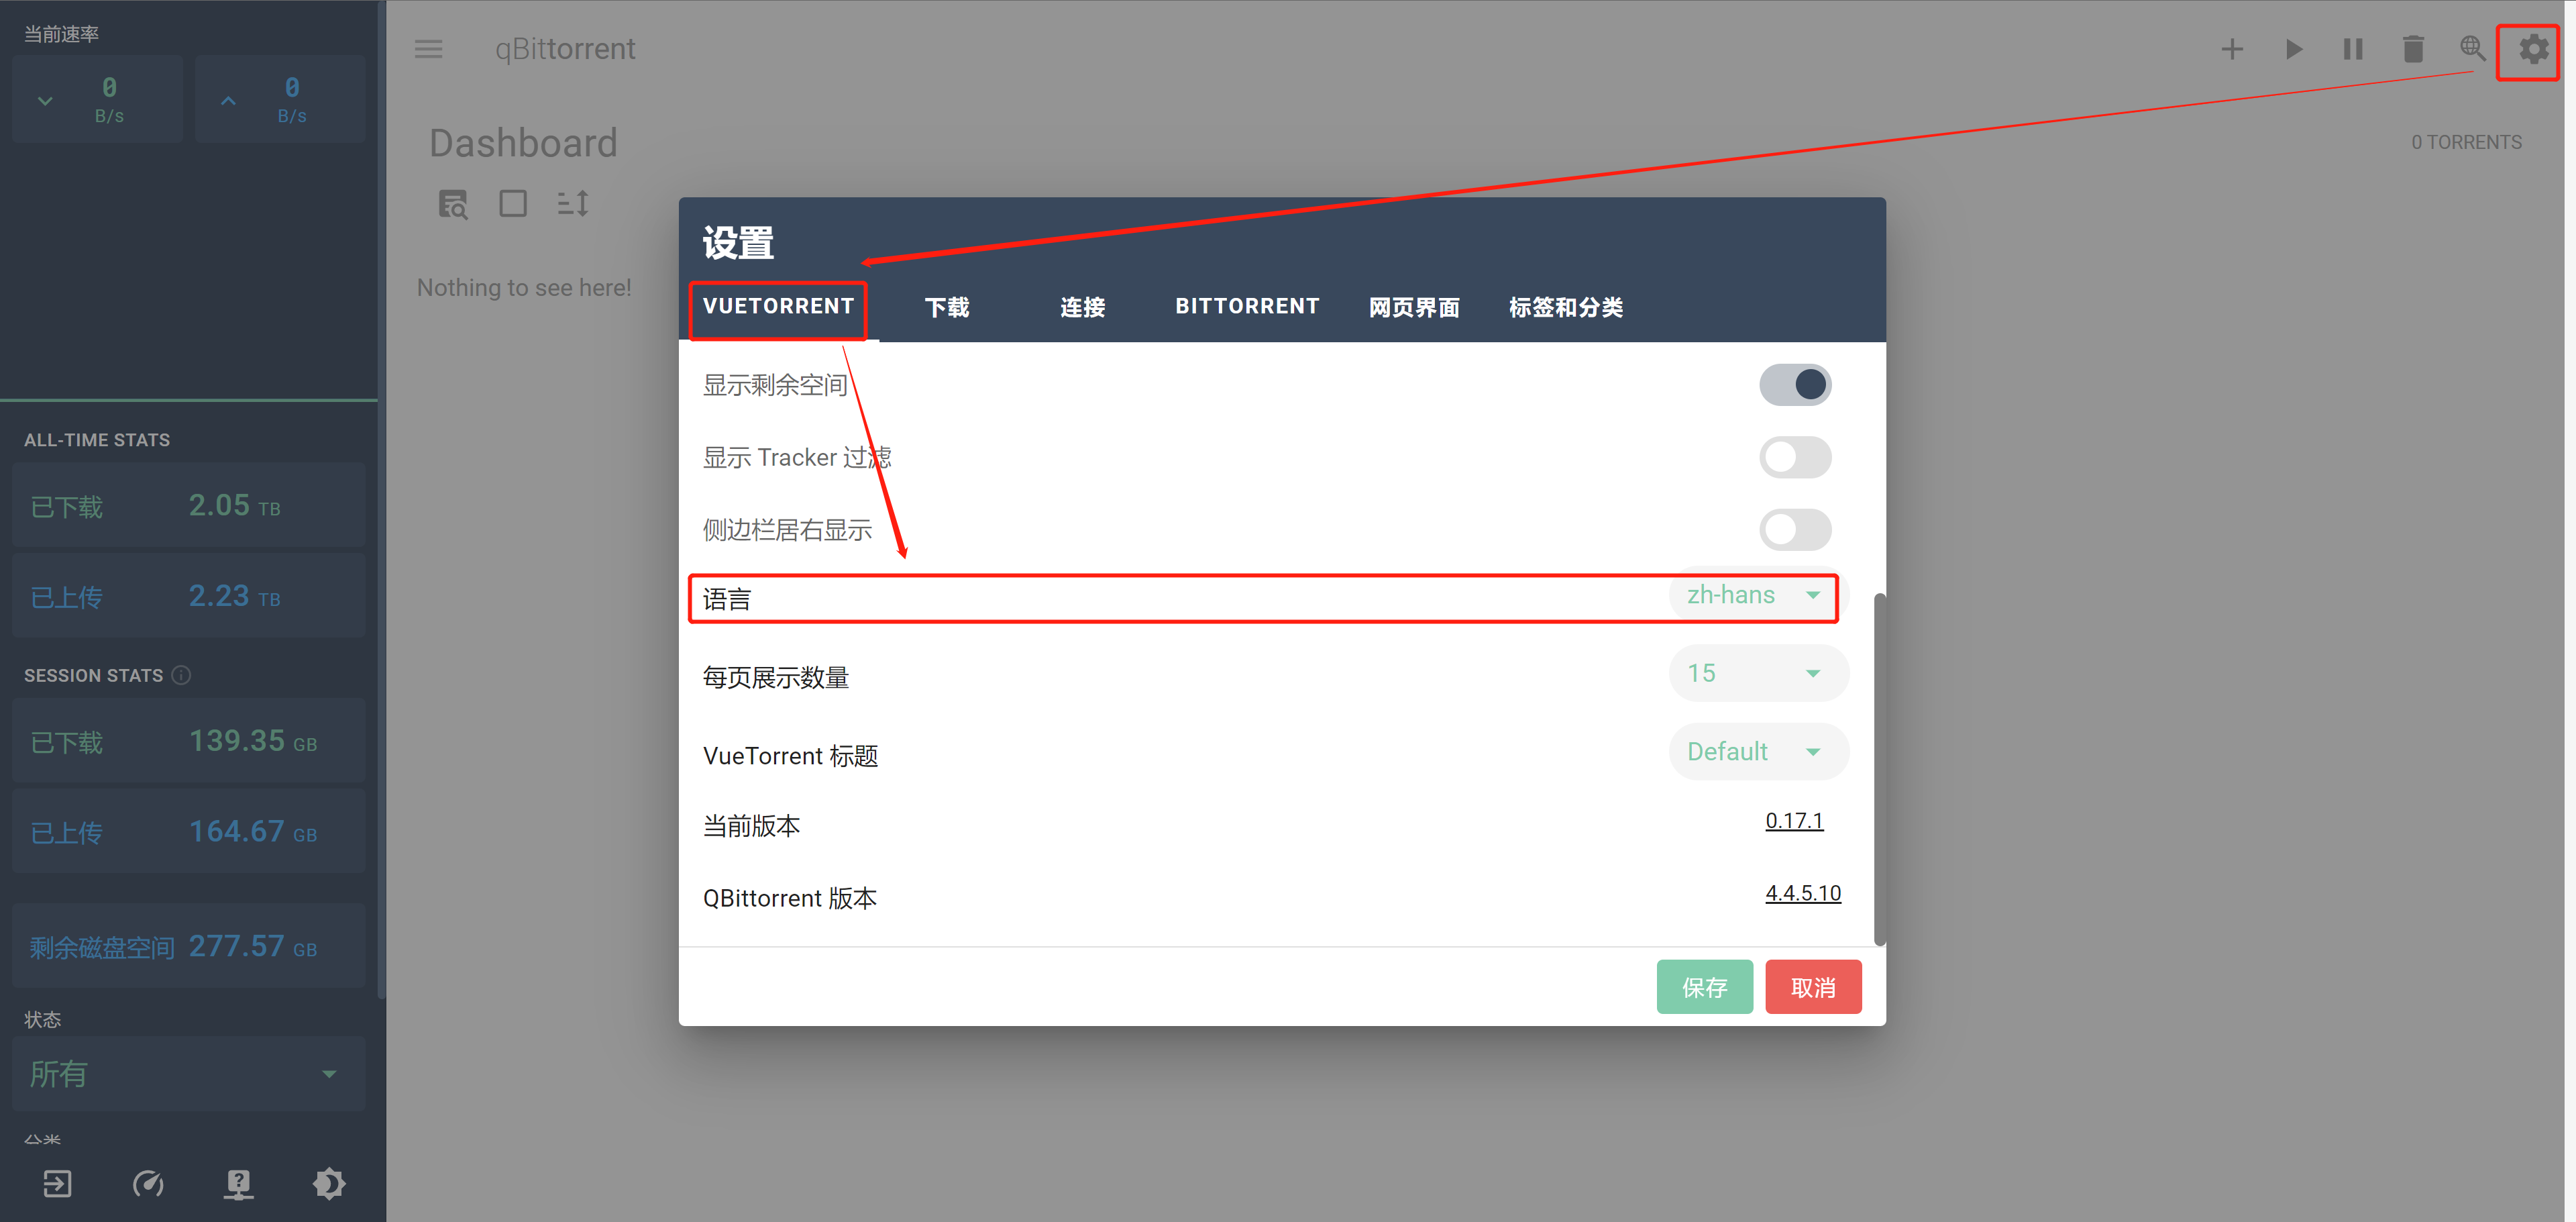 当前速率
0
B/s
0
B/s
ALL-TIME STATS
已下载 2.05 TB
已上传 2.23 TB
SESSION STATS
已下载 139.35 GB
已上传 164.67 GB
剩余磁盘空间 277.57 GB
状态
所有
分类
qBittorrent
Dashboard
0 TORRENTS
Nothing to see here!
设置
VUETORRENT 下载 连接 BITTORRENT 网页界面 标签和分类
显示剩余空间
显示 Tracker 过滤
侧边栏居右显示
语言 zh-hans
每页展示数量 15
VueTorrent 标题 Default
当前版本 0.17.1
QBittorrent 版本 4.4.5.10
保存 取消